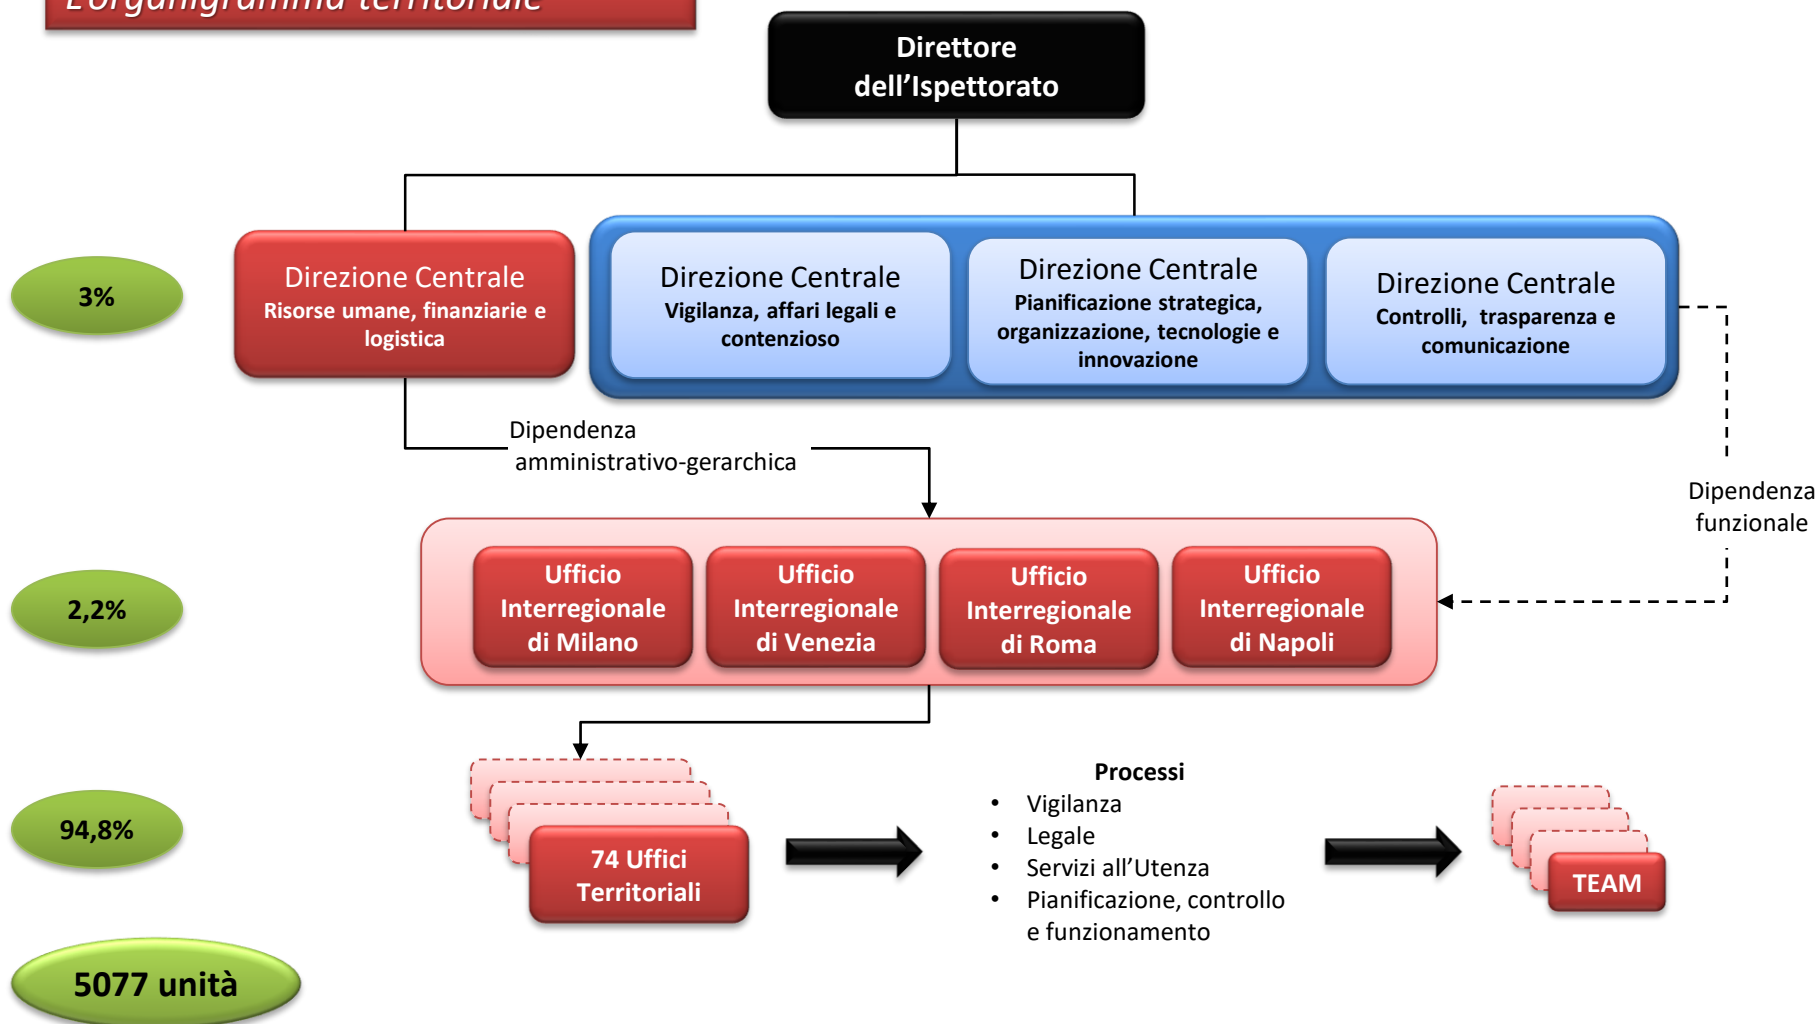 L'organigramma territoriale
Direttore
dell'Ispettorato
3%
Direzione Centrale
Risorse umane, finanziarie e
logistica
Direzione Centrale
Vigilanza, affari legali e
contenzioso
Direzione Centrale
Pianificazione strategica,
organizzazione, tecnologie e
innovazione
Direzione Centrale
Controlli, trasparenza e
comunicazione
Dipendenza
amministrativo-gerarchica
Dipendenza
funzionale
2,2%
Ufficio
Interregionale
di Milano
Ufficio
Interregionale
di Venezia
Ufficio
Interregionale
di Roma
Ufficio
Interregionale
di Napoli
94,8%
74 Uffici
Territoriali
Processi
• Vigilanza
• Legale
• Servizi all'Utenza
• Pianificazione, controllo
e funzionamento
TEAM
5077 unità